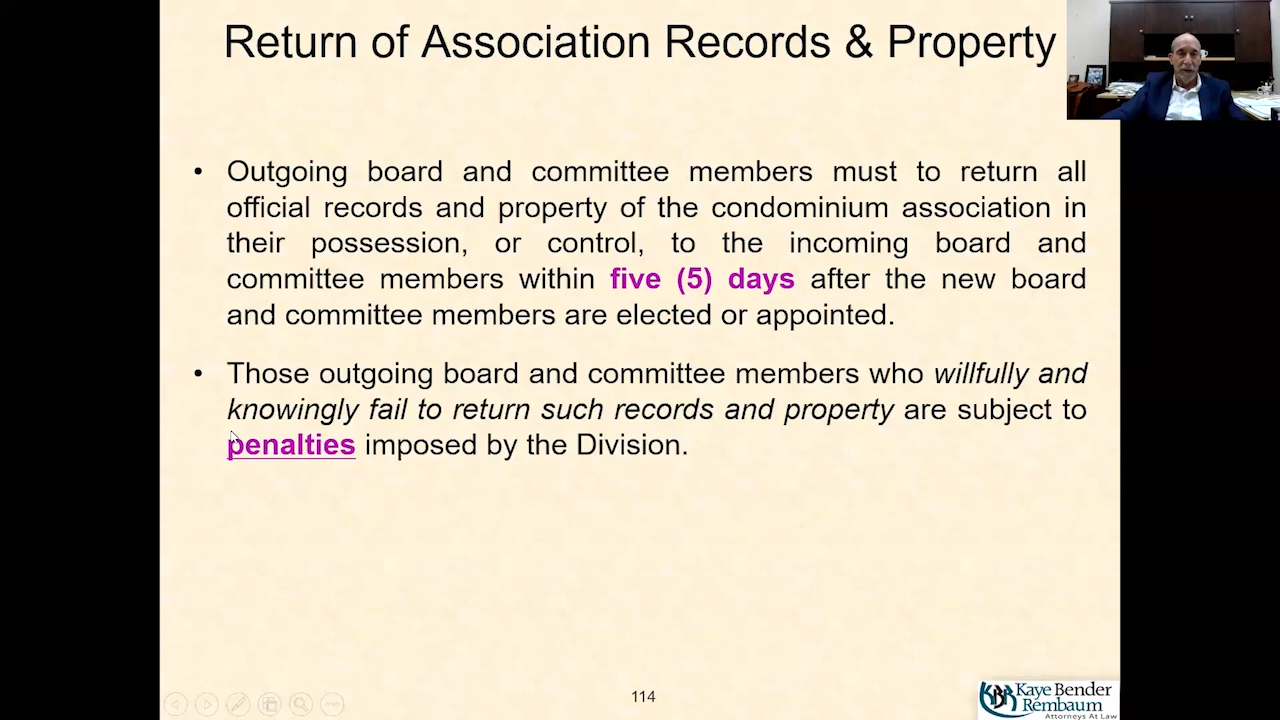 Return of Association Records & Property
• Outgoing board and committee members must to return all
official records and property of the condominium association in
their possession, or control, to the incoming board and
committee members within five (5) days after the new board
and committee members are elected or appointed.
• Those outgoing board and committee members who willfully and
knowingly fail to return such records and property are subject to
penalties imposed by the Division.
114
KBR Kaye Bender
Rembaum
Attorneys At Law